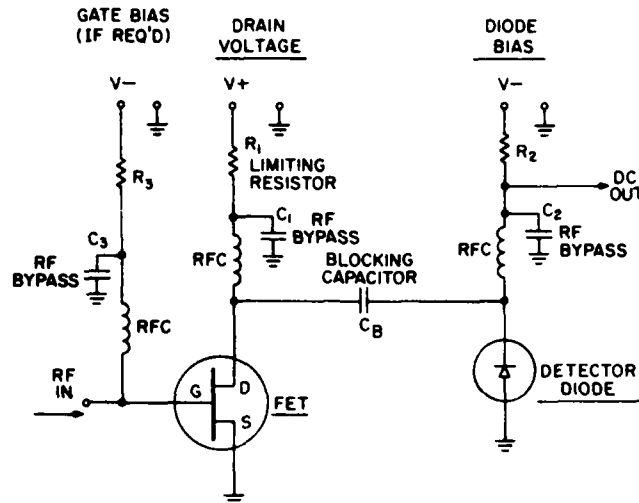 GATE BIAS
(IF REQ'D)
DRAIN
VOLTAGE
DIODE
BIAS
V−
V+
V−
R3
R1
LIMITING
RESISTOR
R2
DC
OUT
C3
RF
BYPASS
C1
RF
BYPASS
C2
RF
BYPASS
RFC
RFC
RFC
BLOCKING
CAPACITOR
CB
RF
IN
G
D
S
FET
DETECTOR
DIODE